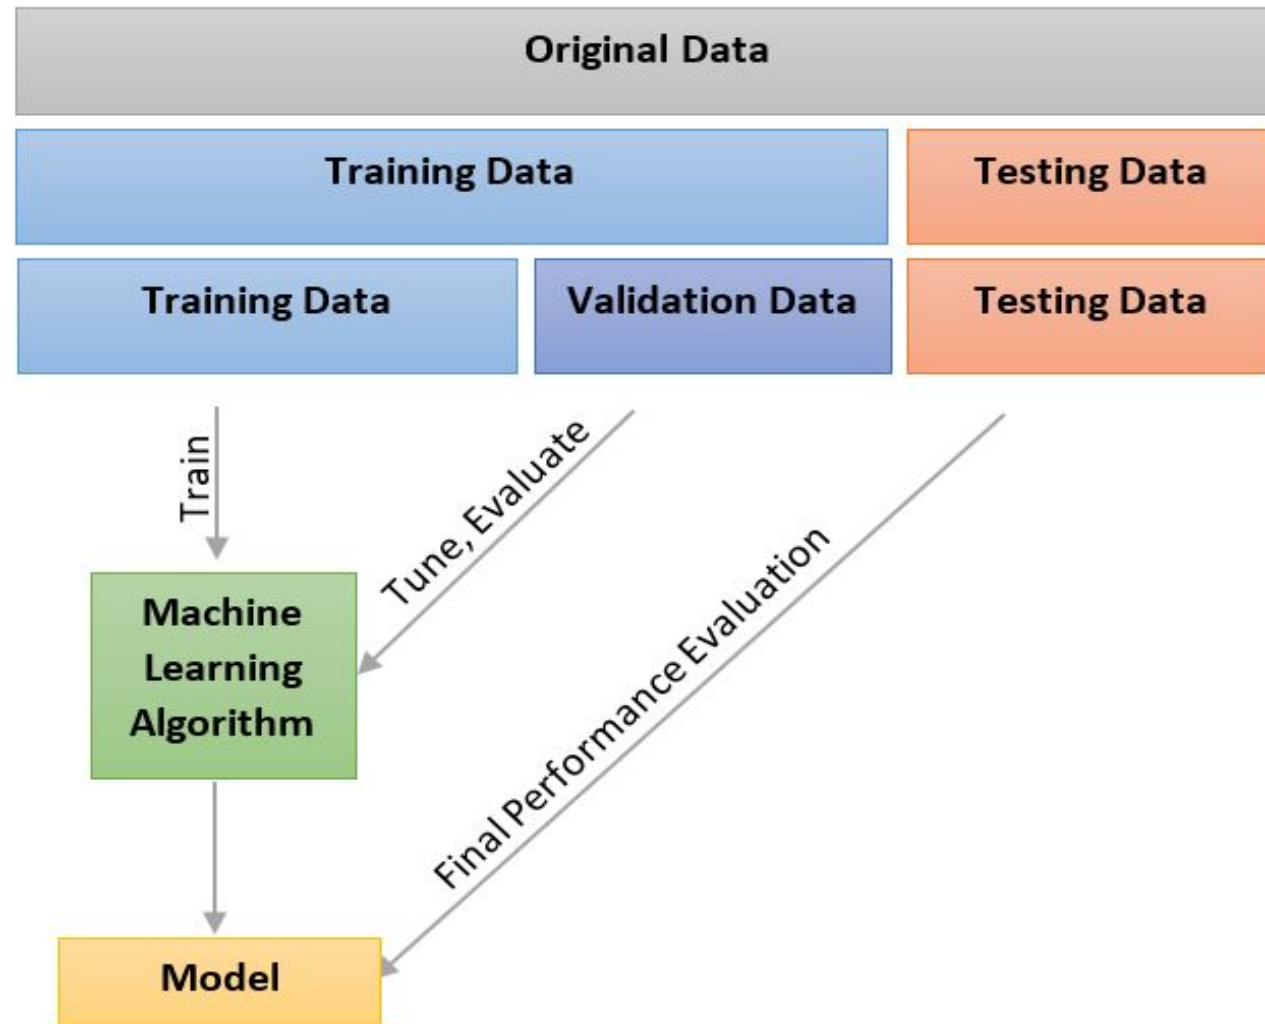 Original Data
Training Data
Testing Data
Training Data
Validation Data
Testing Data
Train
Tune, Evaluate
Final Performance Evaluation
Machine
Learning
Algorithm
Model